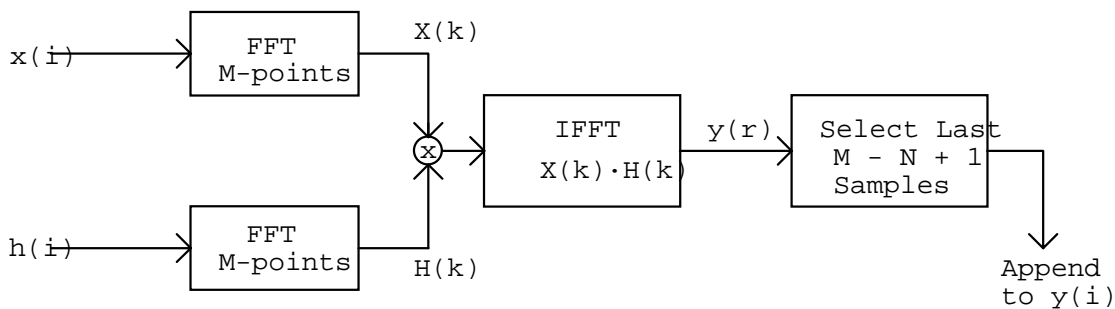 x(i)
FFT
M-points
X(k)
h(i)
FFT
M-points
H(k)
x
IFFT
X(k)·H(k)
y(r)
Select Last
M - N + 1
Samples
Append
to y(i)